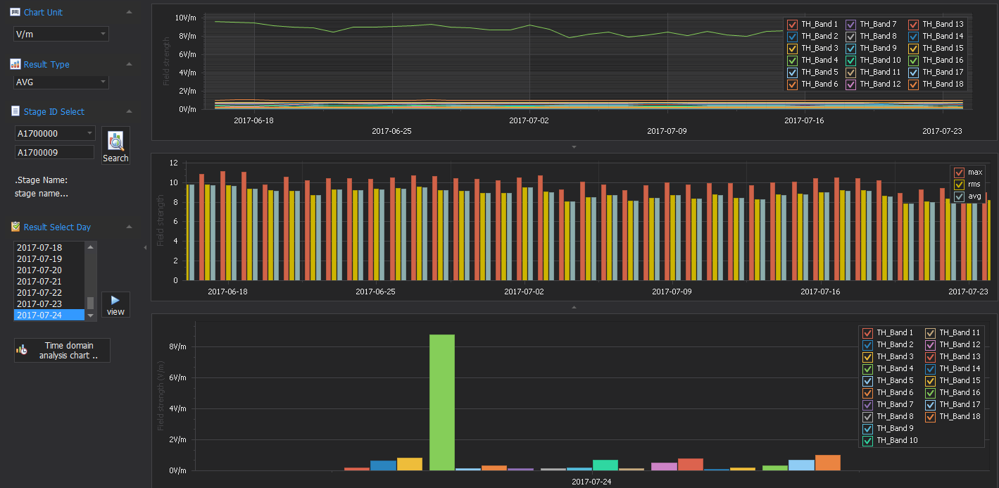 Chart Unit
V/m
Result Type
AVG
Stage ID Select
A1700000
A1700009
Search
.Stage Name:
stage name...
Result Select Day
2017-07-18
2017-07-19
2017-07-20
2017-07-21
2017-07-22
2017-07-23
2017-07-24
view
Time domain
analysis chart ..
Field strength
10V/m
8V/m
6V/m
4V/m
2V/m
0V/m
TH_Band 1 TH_Band 7 TH_Band 13
TH_Band 2 TH_Band 8 TH_Band 14
TH_Band 3 TH_Band 9 TH_Band 15
TH_Band 4 TH_Band 10 TH_Band 16
TH_Band 5 TH_Band 11 TH_Band 17
TH_Band 6 TH_Band 12 TH_Band 18
2017-06-18 2017-07-02 2017-07-16
2017-06-25 2017-07-09 2017-07-23
Field strength
12
10
8
6
4
2
0
max
rms
avg
2017-06-18 2017-06-25 2017-07-02 2017-07-09 2017-07-16 2017-07-23
Field strength (V/m)
8V/m
6V/m
4V/m
2V/m
0V/m
TH_Band 1 TH_Band 11
TH_Band 2 TH_Band 12
TH_Band 3 TH_Band 13
TH_Band 4 TH_Band 14
TH_Band 5 TH_Band 15
TH_Band 6 TH_Band 16
TH_Band 7 TH_Band 17
TH_Band 8 TH_Band 18
TH_Band 9
TH_Band 10
2017-07-24